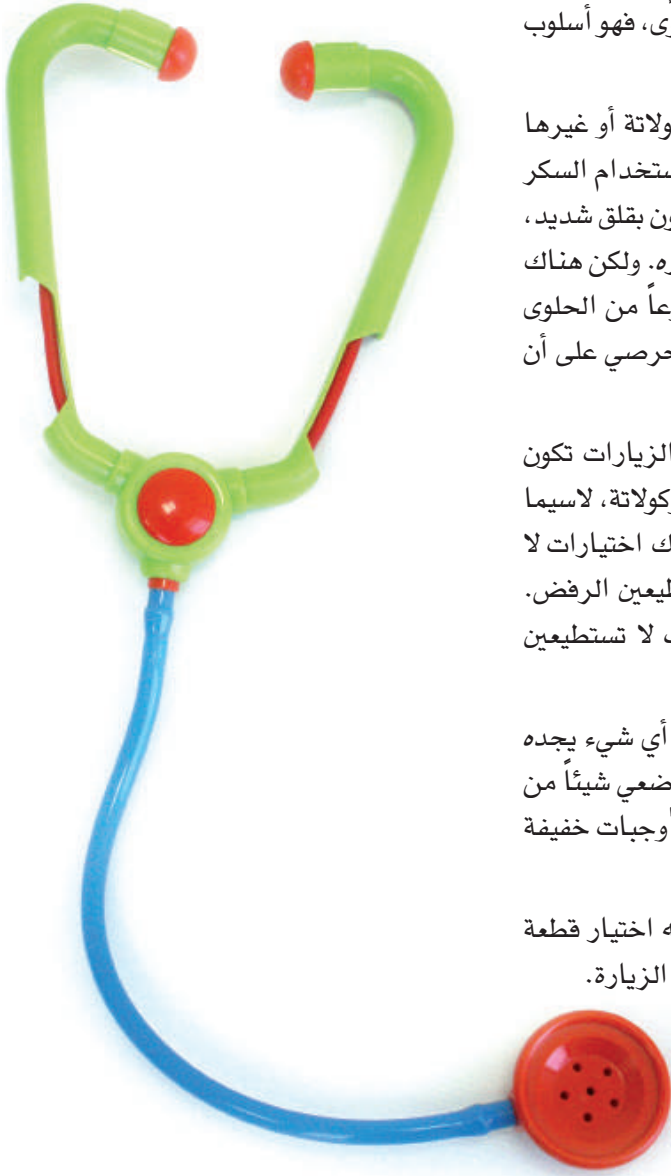 ى، فهو أسلوب
ولاتة أو غيرها
ستخدام السكر
ون بقلق شديد،
ه. ولكن هناك
عاً من الحلوى
حرصي على أن
الزيارات تكون
كولاتة، لاسيما
ك اختيارات لا
طيعين الرفض.
لا تستطيعين
أي شيء يجده
ضعي شيئاً من
وجبات خفيفة
ه اختيار قطعة
الزيارة.